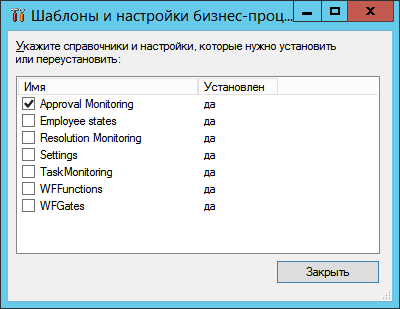 Шаблоны и настройки бизнес-проц...
Укажите справочники и настройки, которые нужно установить
или переустановить:
Имя Установлен
Approval Monitoring да
Employee states да
Resolution Monitoring да
Settings да
TaskMonitoring да
WFFunctions да
WFGates да
Закрыть